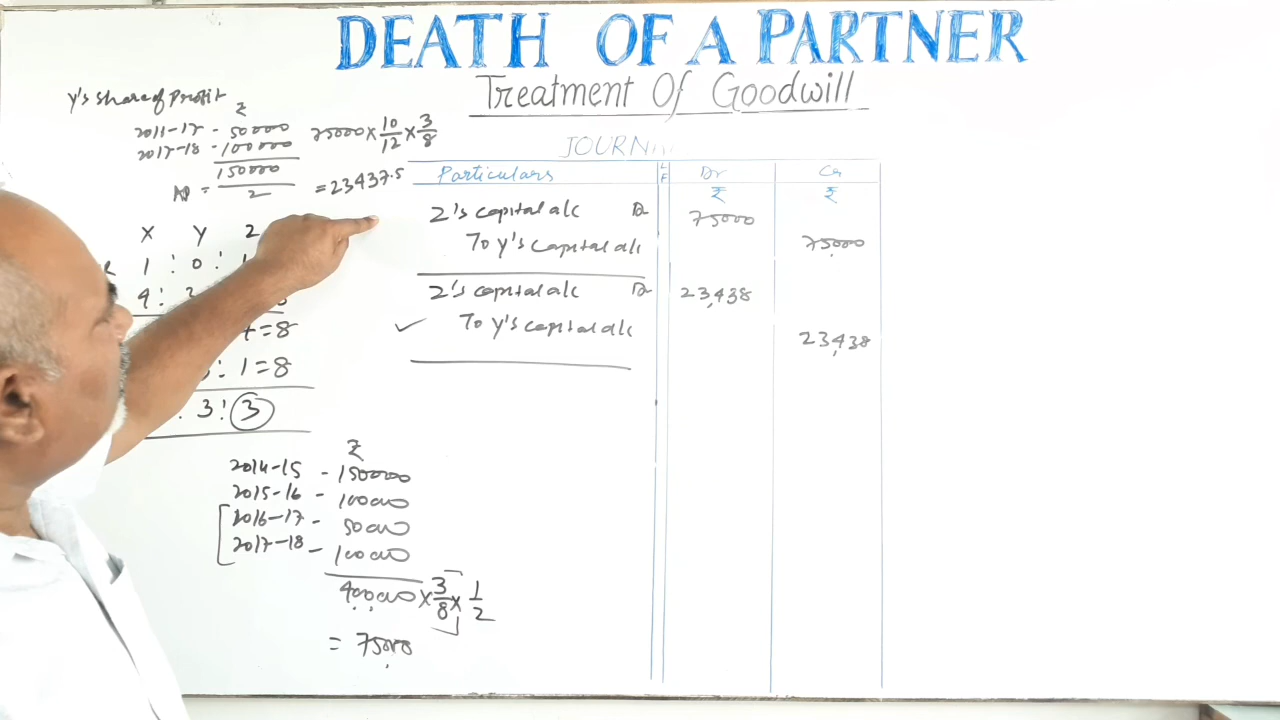 DEATH OF A PARTNER
Treatment Of Goodwill
Y's Share of Profit
₹
2011-12 - 50000
2017-18 - 100000
150000
2
75000 × 10/12 × 3/8
= 23437.5
X Y Z
1 : 0 :
4 :
4 = 8
: 1 = 8
: 3 : 3
₹
2014-15 - 150000
2015-16 - 100000
2016-17 - 50000
2017-18 - 100000
400000 × 3/8 × 1/2
= 75000
JOURN
Particulars L F Dr Cr
₹ ₹
Z's capital a/c Dr 75000
To Y's capital a/c 75000
Z's capital a/c Dr 23,438
To Y's capital a/c 23,438